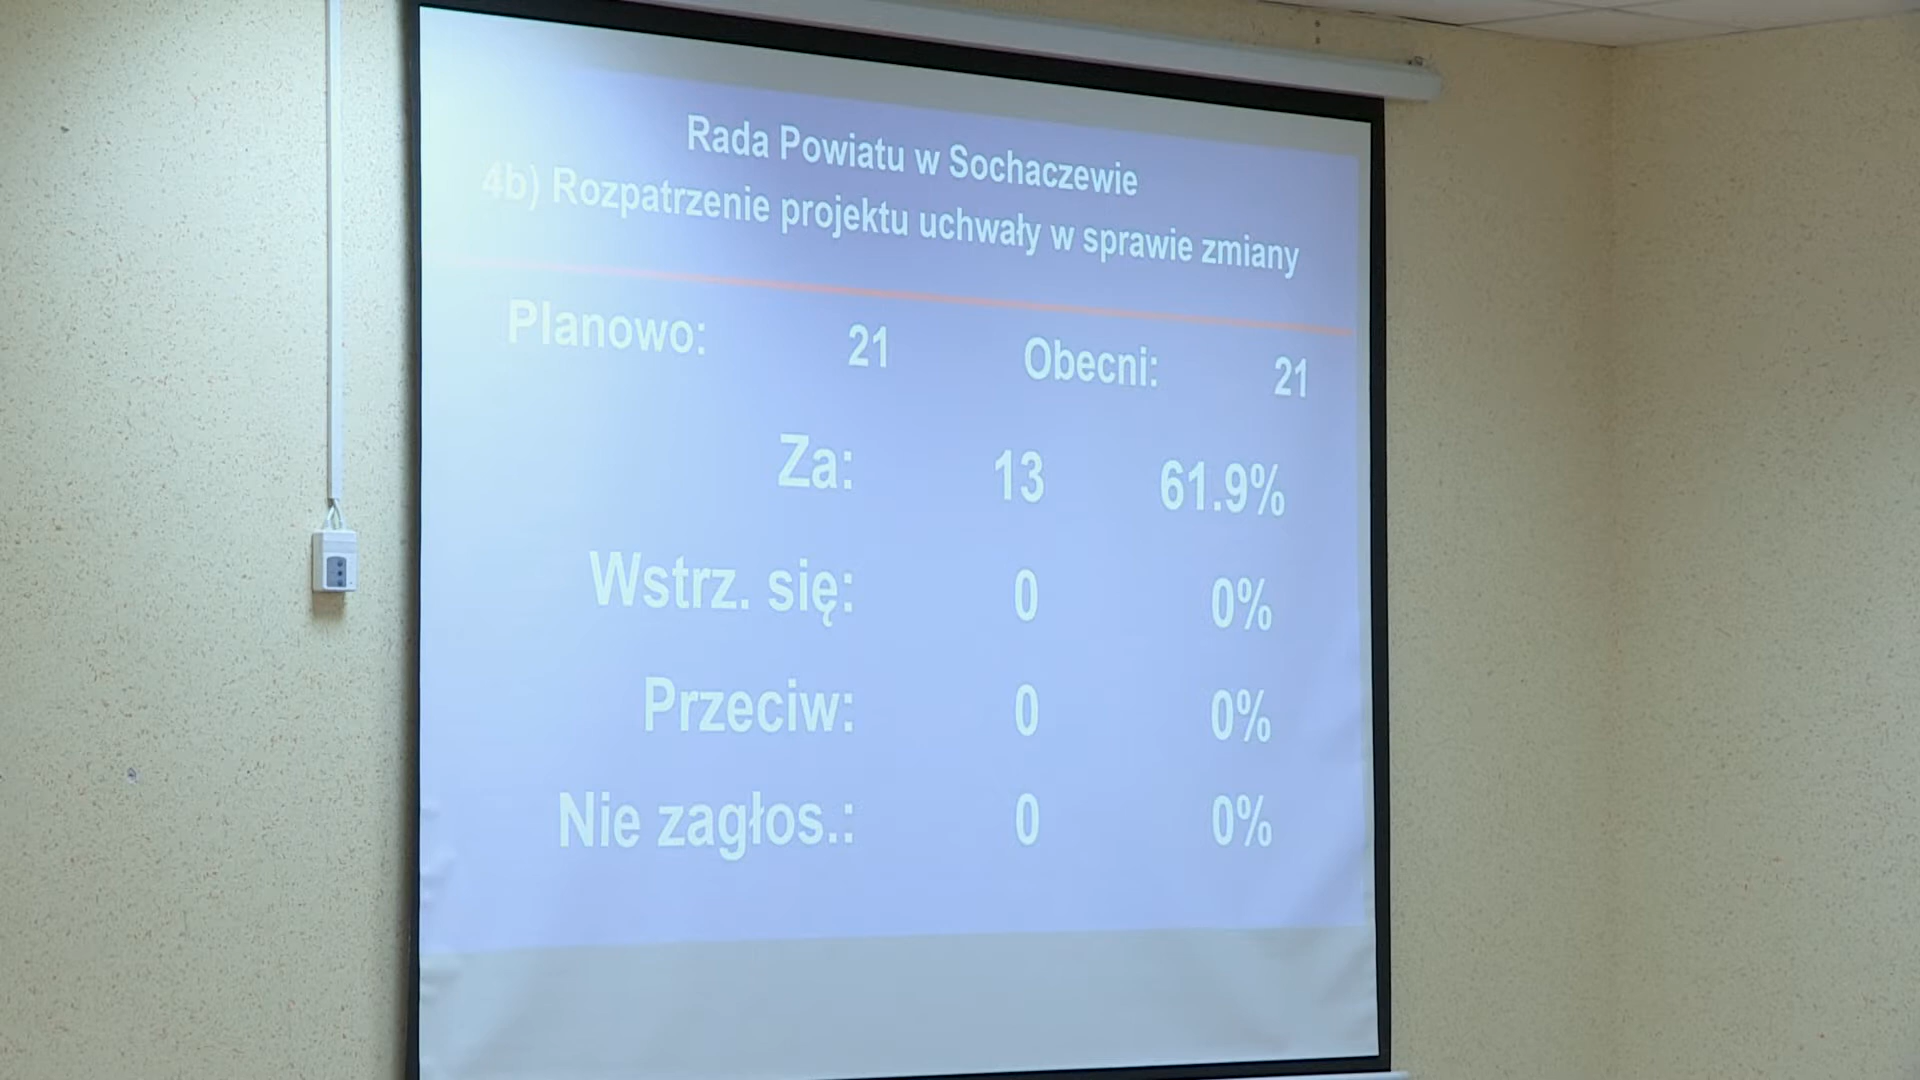 Rada Powiatu w Sochaczewie
4b) Rozpatrzenie projektu uchwały w sprawie zmiany
Planowo: 21 Obecni: 21
Za: 13 61.9%
Wstrz. się: 0 0%
Przeciw: 0 0%
Nie zagłos.: 0 0%